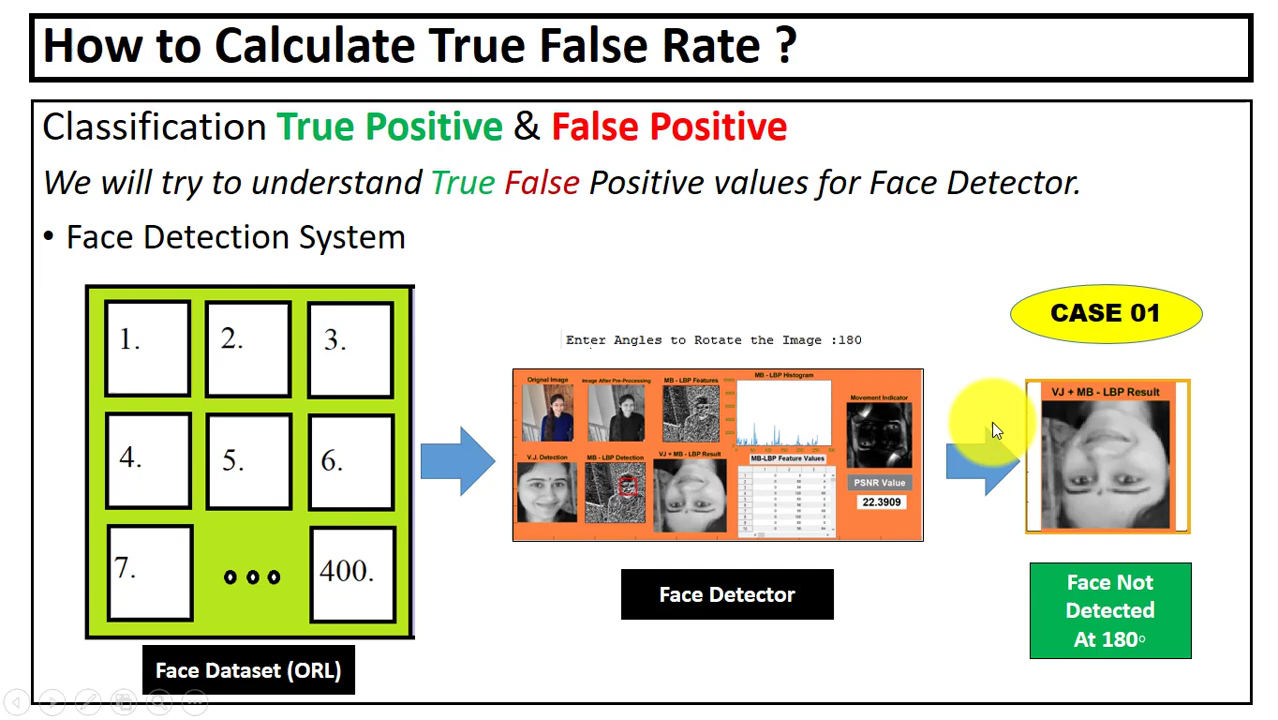 How to Calculate True False Rate ?
Classification True Positive & False Positive
We will try to understand True False Positive values for Face Detector.
• Face Detection System
1. 2. 3.
4. 5. 6.
7. 400.
Face Dataset (ORL)
Enter Angles to Rotate the Image :180
Orignel Image
Image After Pre-Processing
MB - LBP Features
MB - LBP Histogram
Movement Indicator
V.J. Detection
MB - LBP Detection
VJ + MB - LBP Result
MB-LBP Feature Values
PSNR Value
22.3909
Face Detector
CASE 01
VJ + MB - LBP Result
Face Not
Detected
At 180°